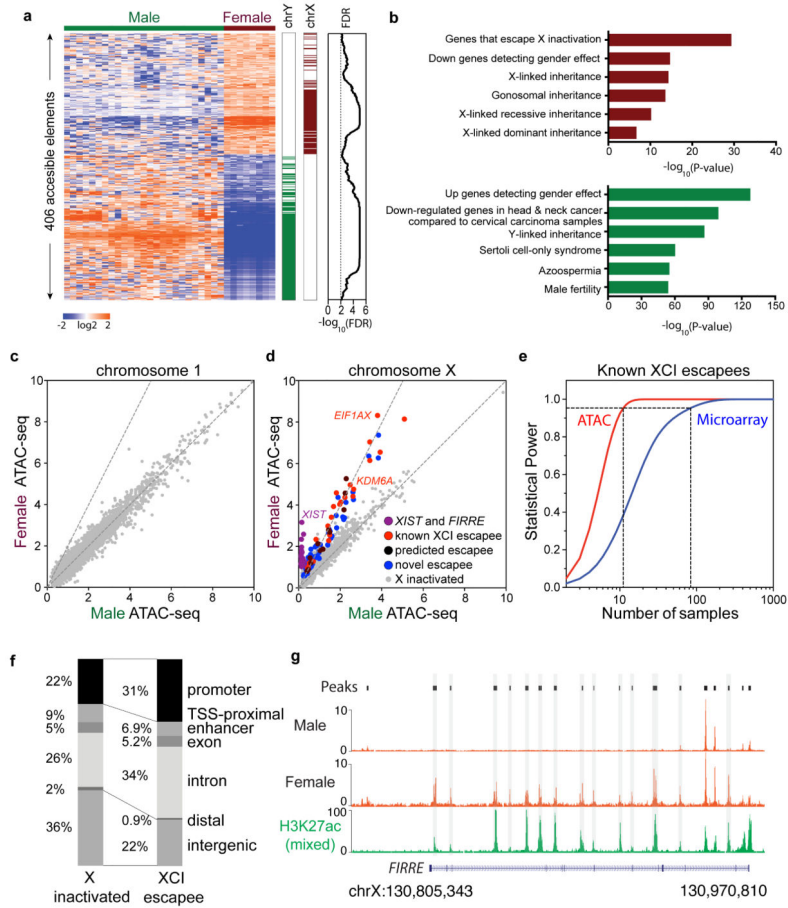 a
Male
Female
chrY
chrX
FDR
406 accesible elements
-2 log2 2
0 2 4 6
-log10(FDR)
b
Genes that escape X inactivation
Down genes detecting gender effect
X-linked inheritance
Gonosomal inheritance
X-linked recessive inheritance
X-linked dominant inheritance
0 10 20 30 40
-log10(P-value)
Up genes detecting gender effect
Down-regulated genes in head & neck cancer
compared to cervical carcinoma samples
Y-linked inheritance
Sertoli cell-only syndrome
Azoospermia
Male fertility
0 30 60 90 120 150
-log10(P-value)
c
chromosome 1
Female ATAC-seq
10
8
6
4
2
0
0 2 4 6 8 10
Male ATAC-seq
d
chromosome X
Female ATAC-seq
10
8
6
4
2
0
EIF1AX
KDM6A
XIST
XIST and FIRRE
known XCI escapee
predicted escapee
novel escapee
X inactivated
0 2 4 6 8 10
Male ATAC-seq
e
Known XCI escapees
Statistical Power
1.0
0.8
0.6
0.4
0.2
0.0
ATAC
Microarray
10 100 1000
Number of samples
f
22%
9%
5%
26%
2%
36%
31%
6.9%
5.2%
34%
0.9%
22%
promoter
TSS-proximal
enhancer
exon
intron
distal
intergenic
X
inactivated
XCI
escapee
g
Peaks
Male
10
0
Female
10
0
H3K27ac
(mixed)
100
0
FIRRE
chrX:130,805,343
130,970,810